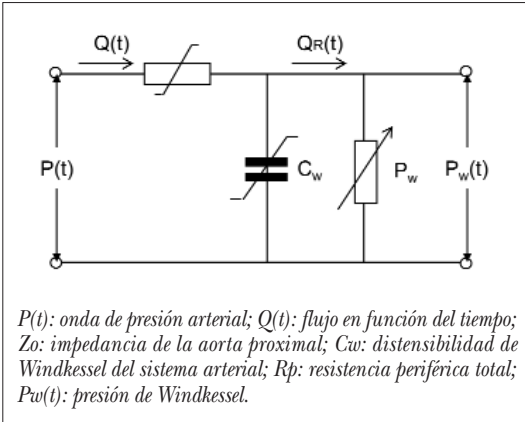 Q(t) QR(t)
P(t) Cw Pw Pw(t)
P(t): onda de presión arterial; Q(t): flujo en función del tiempo;
Zo: impedancia de la aorta proximal; Cw: distensibilidad de
Windkessel del sistema arterial; Rp: resistencia periférica total;
Pw(t): presión de Windkessel.